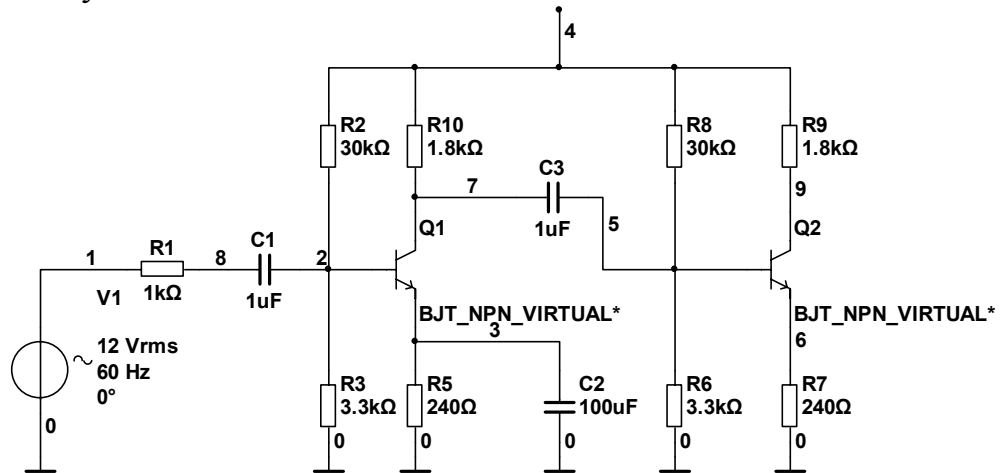 4
R2
30kΩ
R10
1.8kΩ
R8
30kΩ
R9
1.8kΩ
C3
7
1uF
5
9
Q1
Q2
1
R1
1kΩ
8
C1
1uF
2
V1
BJT_NPN_VIRTUAL*
3
BJT_NPN_VIRTUAL*
6
12 Vrms
60 Hz
0°
R3
3.3kΩ
R5
240Ω
C2
100uF
R6
3.3kΩ
R7
240Ω
0
0
0
0
0
0